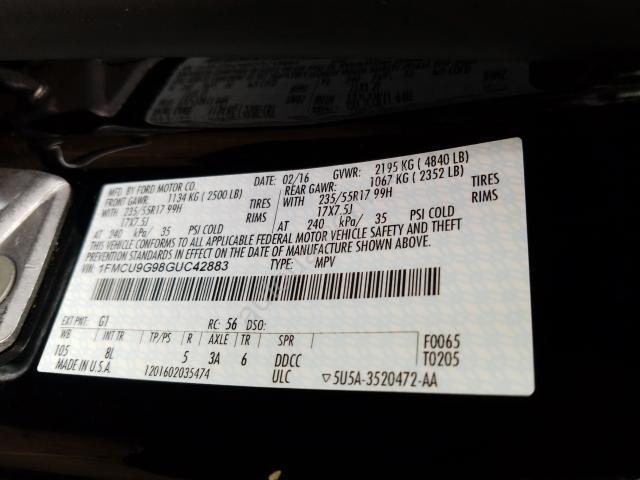 MFD. BY FORD MOTOR CO. DATE: 02/16 GVWR: 2195 KG ( 4840 LB)
FRONT GAWR: 1134 KG ( 2500 LB) REAR GAWR: 1067 KG ( 2352 LB)
WITH 235/55R17 99H TIRES WITH 235/55R17 99H TIRES
17X7.5J RIMS 17X7.5J RIMS
AT 240 kPa/ 35 PSI COLD AT 240 kPa/ 35 PSI COLD
THIS VEHICLE CONFORMS TO ALL APPLICABLE FEDERAL MOTOR VEHICLE SAFETY AND THEFT
PREVENTION STANDARDS IN EFFECT ON THE DATE OF MANUFACTURE SHOWN ABOVE.
VIN: 1FMCU9G98GUC42883 TYPE: MPV
EXT PNT: G1 RC: 56 DSO:
WB INT TR TP/PS R AXLE TR SPR F0065
105 8L 5 3A 6 DDCC T0205
MADE IN U.S.A. 1201602035474 ULC ▽5U5A-3520472-AA